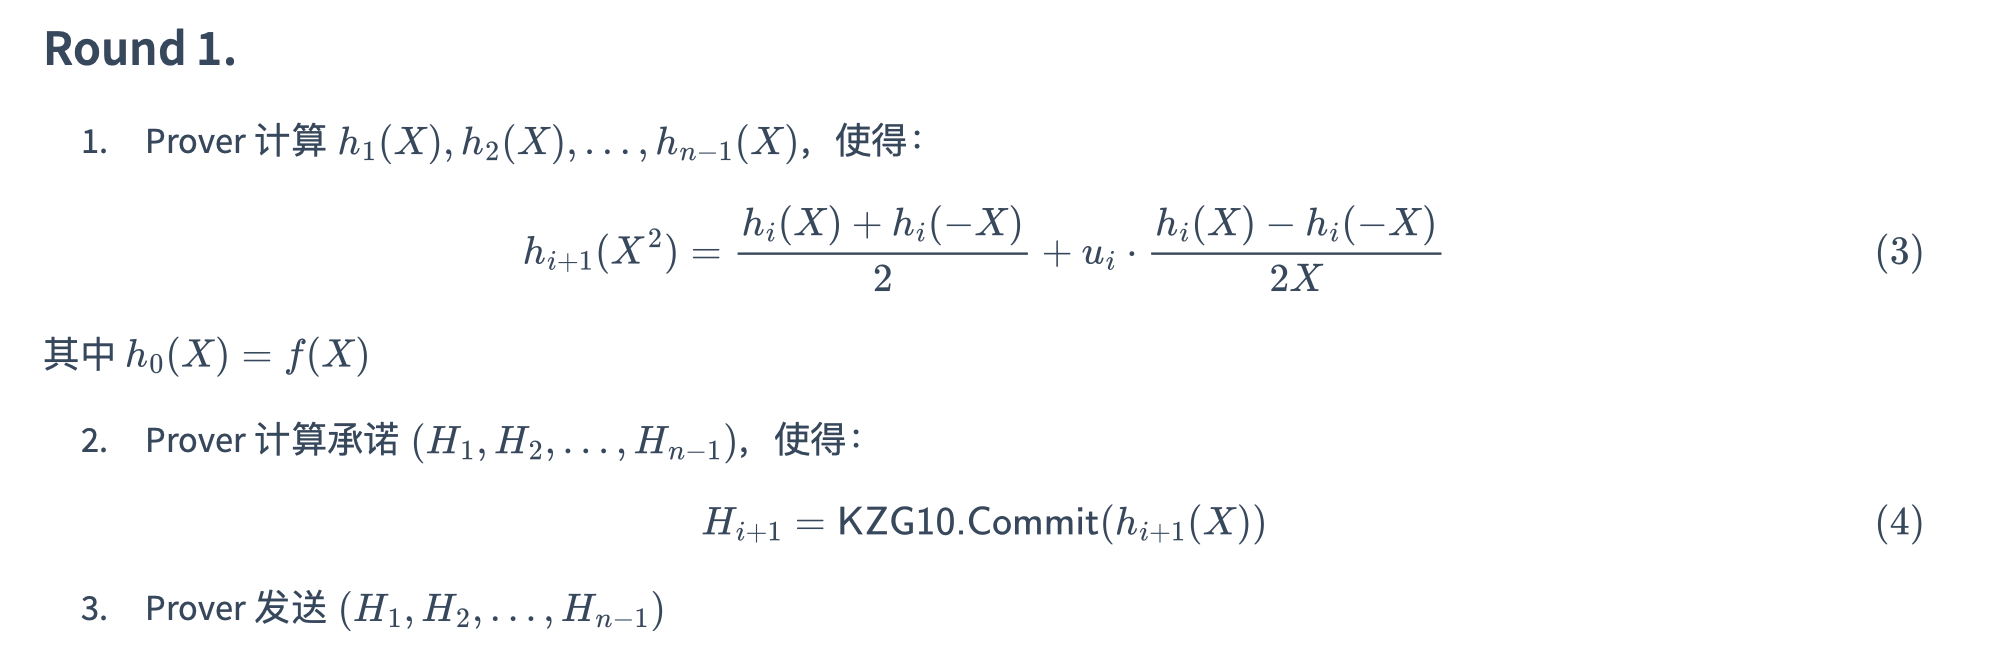 Round 1.
1. Prover 计算 $h_1(X), h_2(X), \ldots, h_{n-1}(X)$，使得：
$$h_{i+1}(X^2) = \frac{h_i(X) + h_i(-X)}{2} + u_i \cdot \frac{h_i(X) - h_i(-X)}{2X} \quad (3)$$
其中 $h_0(X) = f(X)$
2. Prover 计算承诺 $(H_1, H_2, \ldots, H_{n-1})$，使得：
$$H_{i+1} = \mathsf{KZG10.Commit}(h_{i+1}(X)) \quad (4)$$
3. Prover 发送 $(H_1, H_2, \ldots, H_{n-1})$